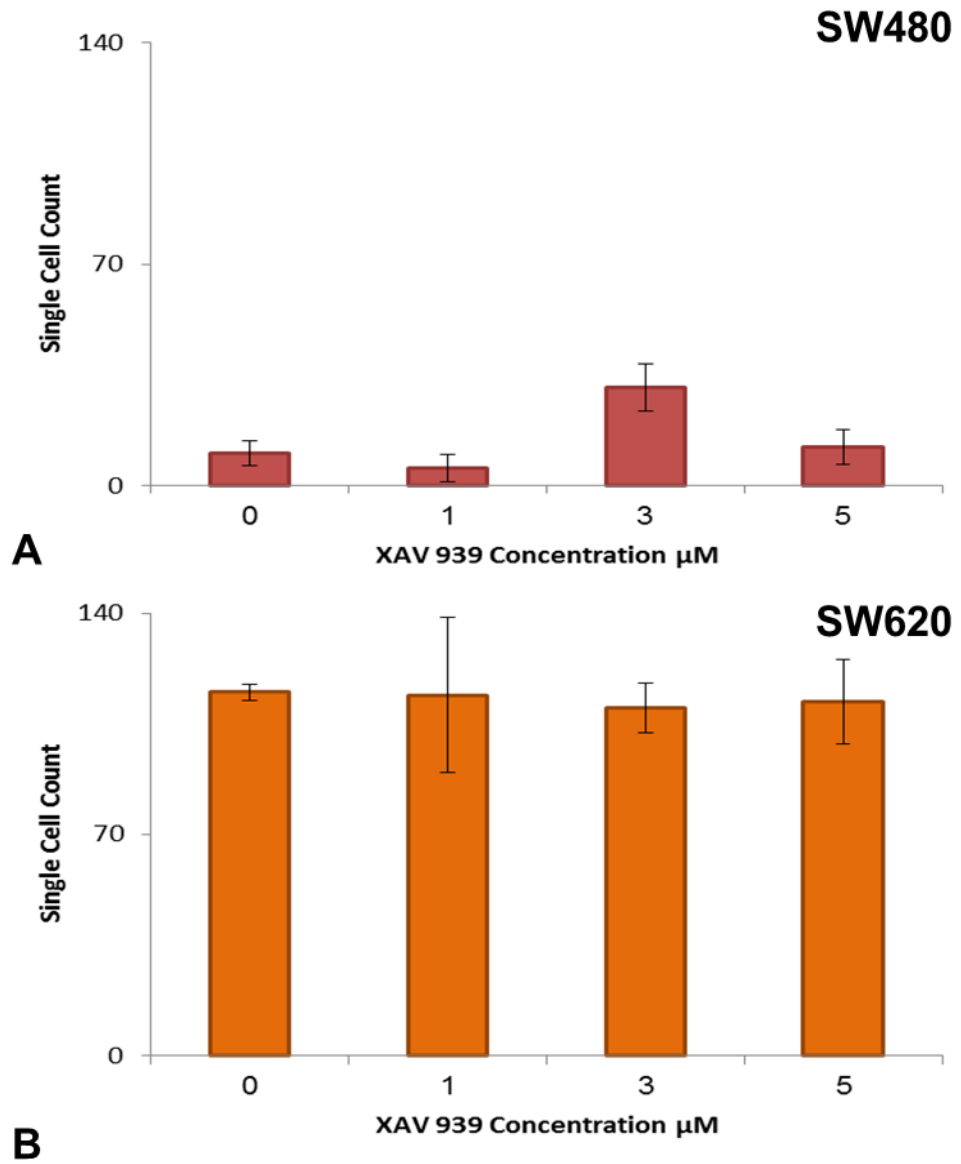 SW480
140
70
0
Single Cell Count
0 1 3 5
XAV 939 Concentration µM
A
SW620
140
70
0
Single Cell Count
0 1 3 5
XAV 939 Concentration µM
B